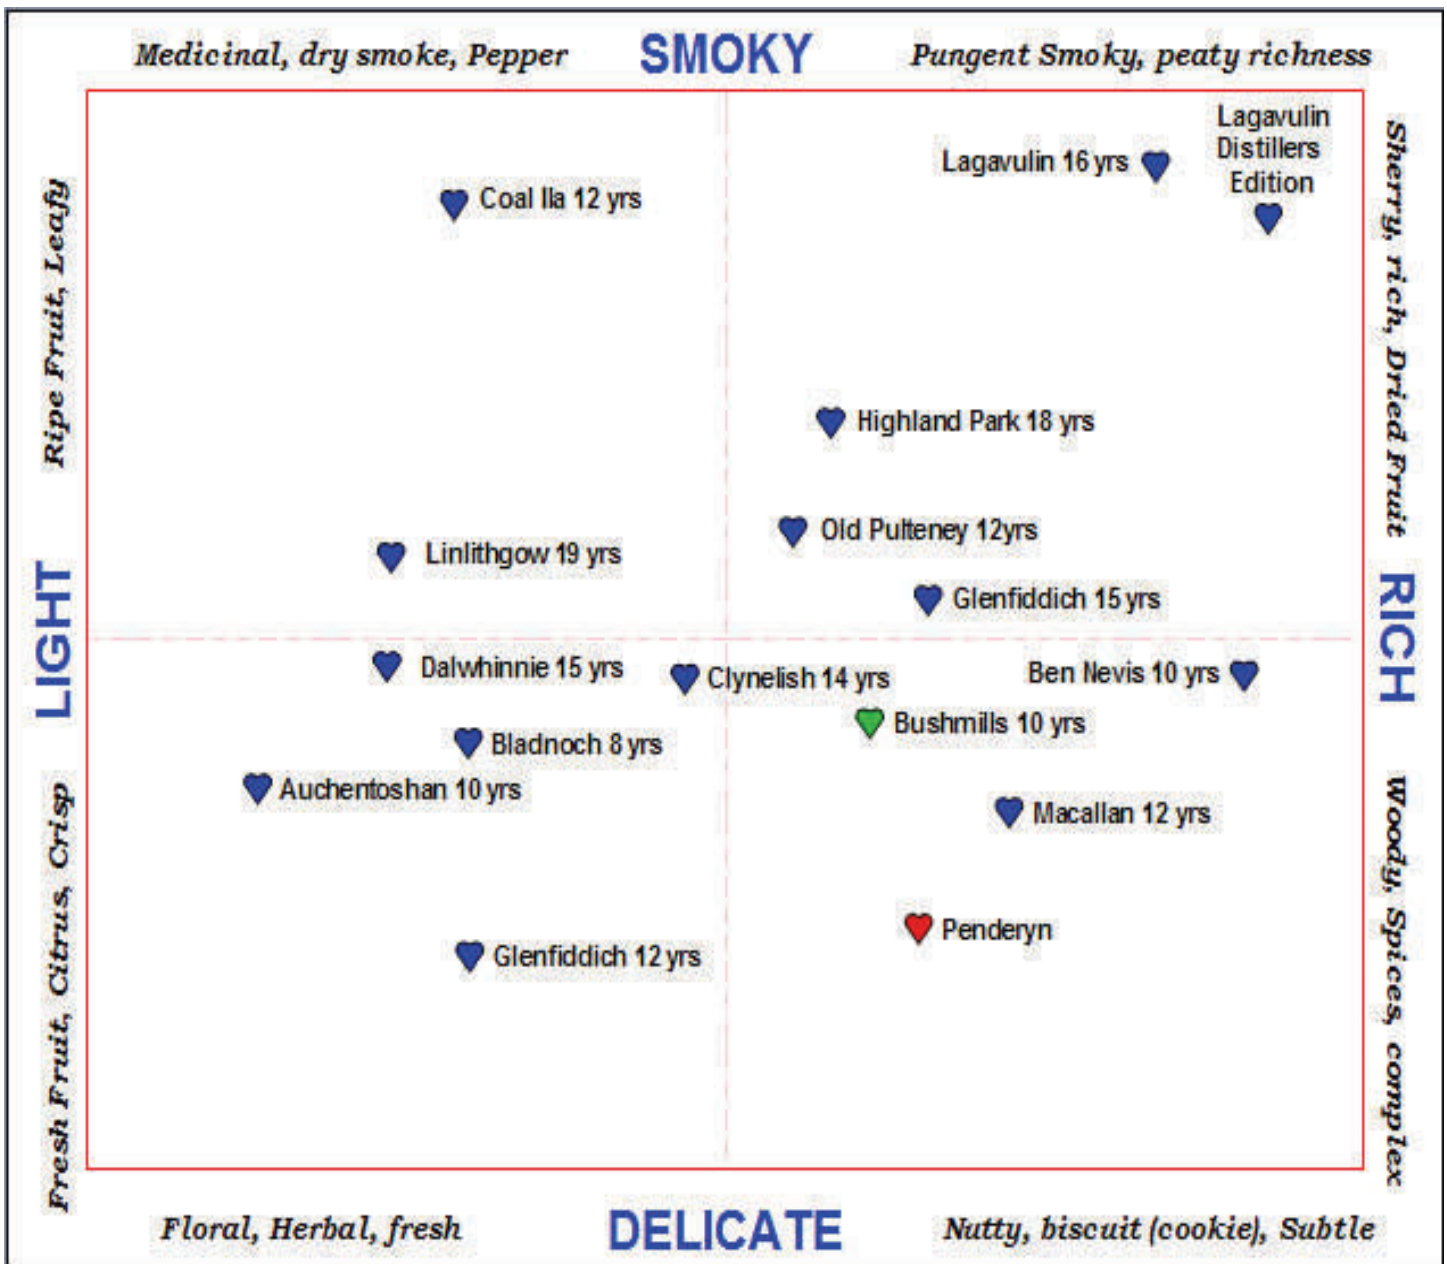 Medicinal, dry smoke, Pepper
SMOKY
Pungent Smoky, peaty richness
Ripe Fruit, Leafy
LIGHT
Fresh Fruit, Citrus, Crisp
Sherry, rich, Dried Fruit
RICH
Woody, Spices, complex
Lagavulin
Distillers
Edition
Lagavulin 16 yrs
Coal Ila 12 yrs
Highland Park 18 yrs
Old Pulteney 12yrs
Linlithgow 19 yrs
Glenfiddich 15 yrs
Dalwhinnie 15 yrs
Clynelish 14 yrs
Ben Nevis 10 yrs
Bushmills 10 yrs
Bladnoch 8 yrs
Auchentoshan 10 yrs
Macallan 12 yrs
Penderyn
Glenfiddich 12 yrs
Floral, Herbal, fresh
DELICATE
Nutty, biscuit (cookie), Subtle